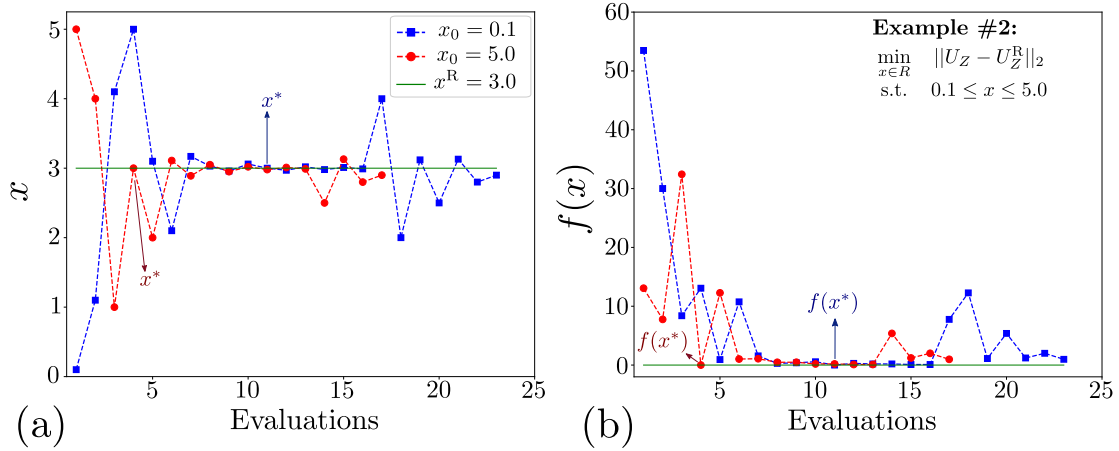 5
4
3
2
1
0
x
x₀ = 0.1
x₀ = 5.0
xᴿ = 3.0
x*
x*
5 10 15 20 25
(a)
Evaluations
60
50
40
30
20
10
0
f(x)
Example #2:
min ||U_Z − U_Z^R||₂
x∈R
s.t. 0.1 ≤ x ≤ 5.0
f(x*)
f(x*)
5 10 15 20 25
(b)
Evaluations